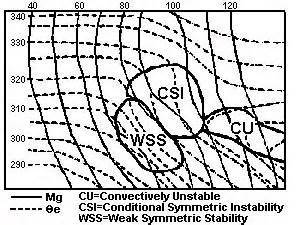 40 60 80 100 120
340
330
320
310
300
290
CSI
WSS
CU
Mg CU=Convectively Unstable
Θe CSI=Conditional Symmetric Instability
WSS=Weak Symmetric Stability